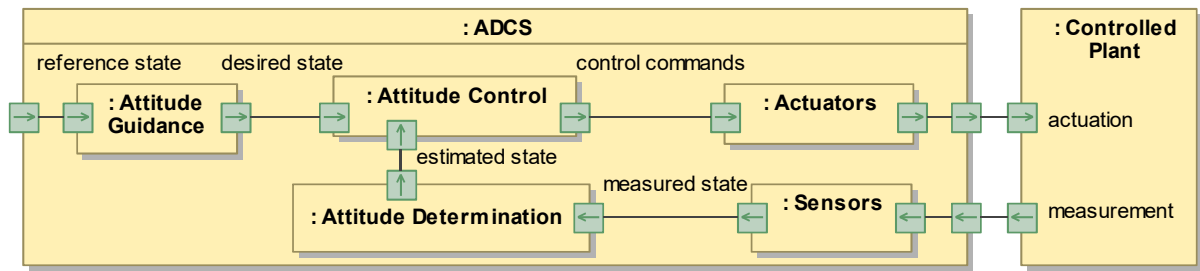 : ADCS
: Controlled
Plant
reference state
desired state
control commands
: Attitude
Guidance
: Attitude Control
: Actuators
actuation
estimated state
measured state
: Attitude Determination
: Sensors
measurement